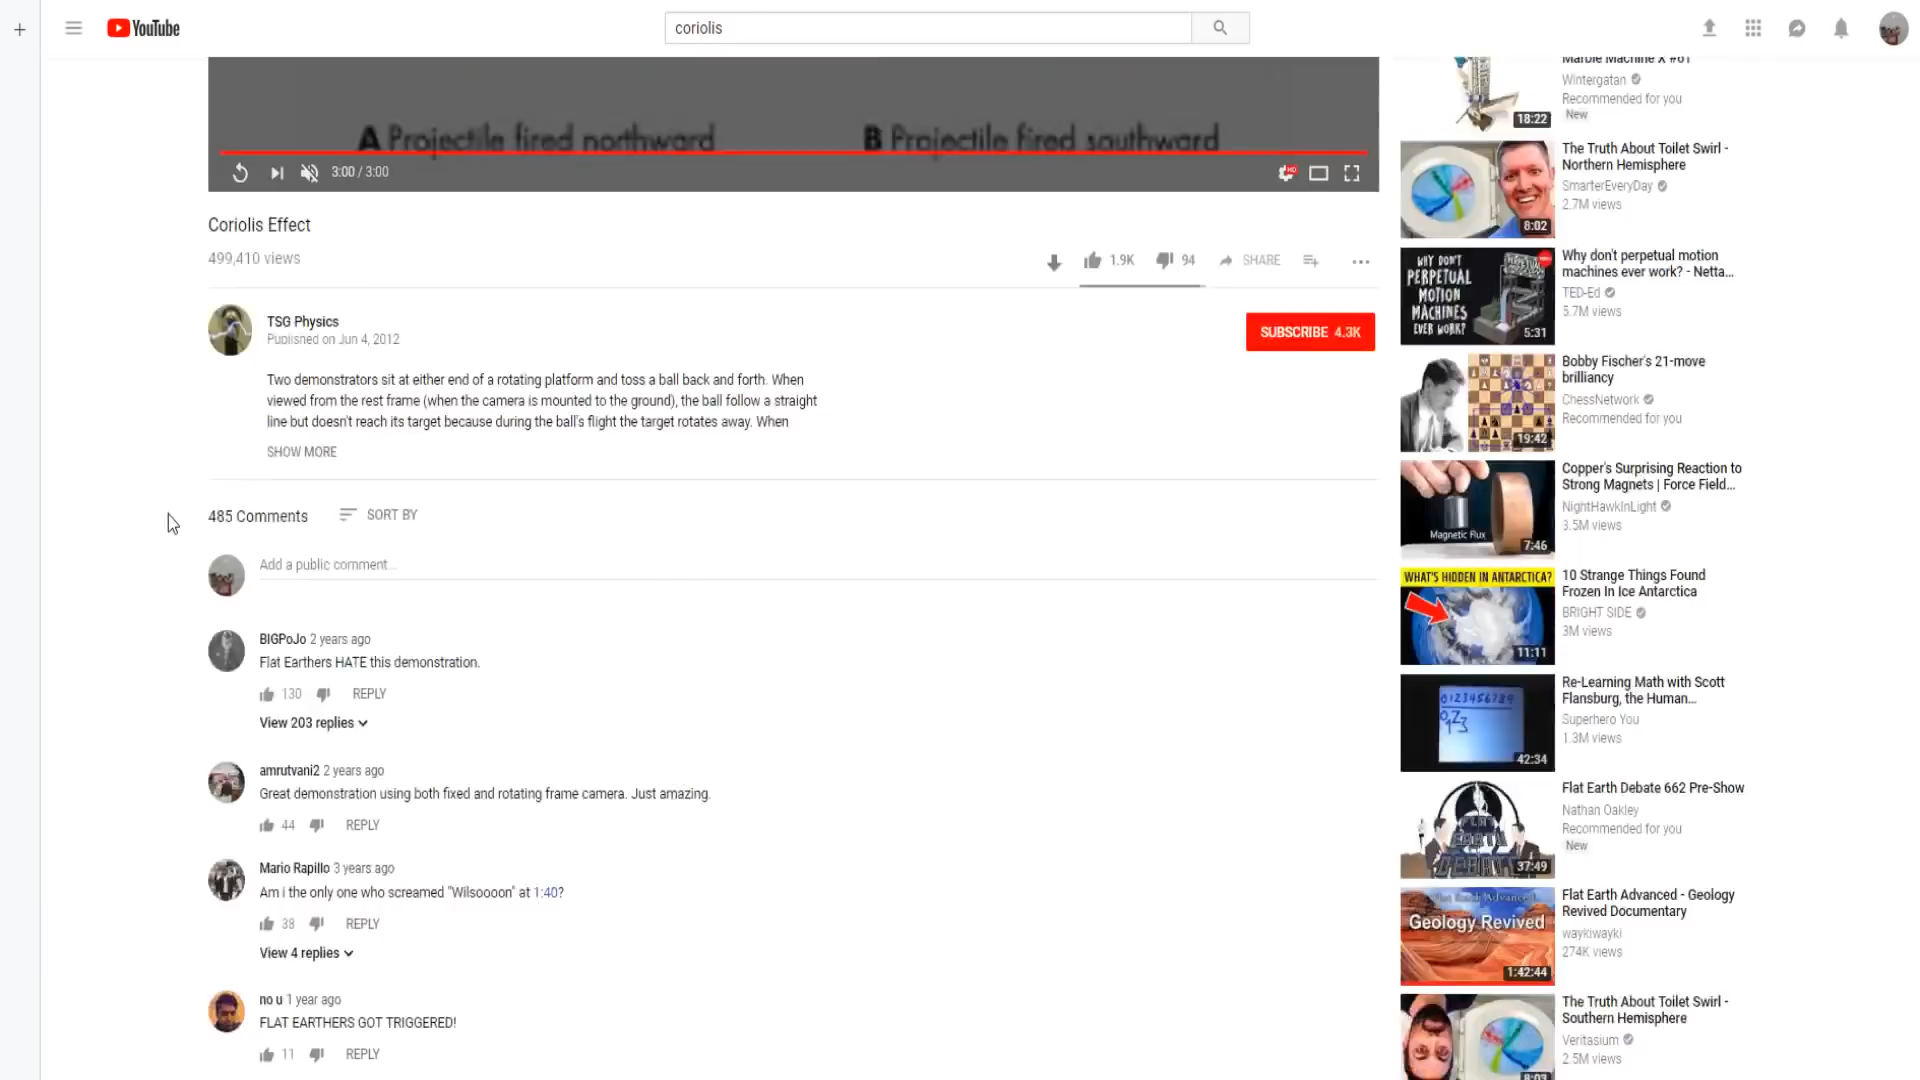 YouTube
coriolis
A Projectile fired northward
B Projectile fired southward
3:00 / 3:00
HD
Coriolis Effect
499,410 views
1.9K
94
SHARE
TSG Physics
Published on Jun 4, 2012
SUBSCRIBE 4.3K
Two demonstrators sit at either end of a rotating platform and toss a ball back and forth. When
viewed from the rest frame (when the camera is mounted to the ground), the ball follow a straight
line but doesn't reach its target because during the ball's flight the target rotates away. When
SHOW MORE
485 Comments
SORT BY
Add a public comment...
BIGPoJo 2 years ago
Flat Earthers HATE this demonstration.
130
REPLY
View 203 replies
amrutvani2 2 years ago
Great demonstration using both fixed and rotating frame camera. Just amazing.
44
REPLY
Mario Rapillo 3 years ago
Am i the only one who screamed "Wilsoooon" at 1:40?
38
REPLY
View 4 replies
no u 1 year ago
FLAT EARTHERS GOT TRIGGERED!
11
REPLY
Marble Machine X #61
Wintergatan
Recommended for you
New
18:22
The Truth About Toilet Swirl -
Northern Hemisphere
SmarterEveryDay
2.7M views
8:02
WHY DON'T
PERPETUAL
MOTION
MACHINES
EVER WORK?
5:31
Why don't perpetual motion
machines ever work? - Netta...
TED-Ed
5.7M views
Bobby Fischer's 21-move
brilliancy
ChessNetwork
Recommended for you
19:42
Copper's Surprising Reaction to
Strong Magnets | Force Field...
NightHawkInLight
3.5M views
Magnetic Flux
7:46
WHAT'S HIDDEN IN ANTARCTICA?
11:11
10 Strange Things Found
Frozen In Ice Antarctica
BRIGHT SIDE
3M views
0123456789
42:34
Re-Learning Math with Scott
Flansburg, the Human...
Superhero You
1.3M views
FLAT
EARTH
DEBATE
37:49
Flat Earth Debate 662 Pre-Show
Nathan Oakley
Recommended for you
New
Flat Earth Advanced
Geology Revived
1:42:44
Flat Earth Advanced - Geology
Revived Documentary
waykiwayki
274K views
The Truth About Toilet Swirl -
Southern Hemisphere
Veritasium
2.5M views
8:03